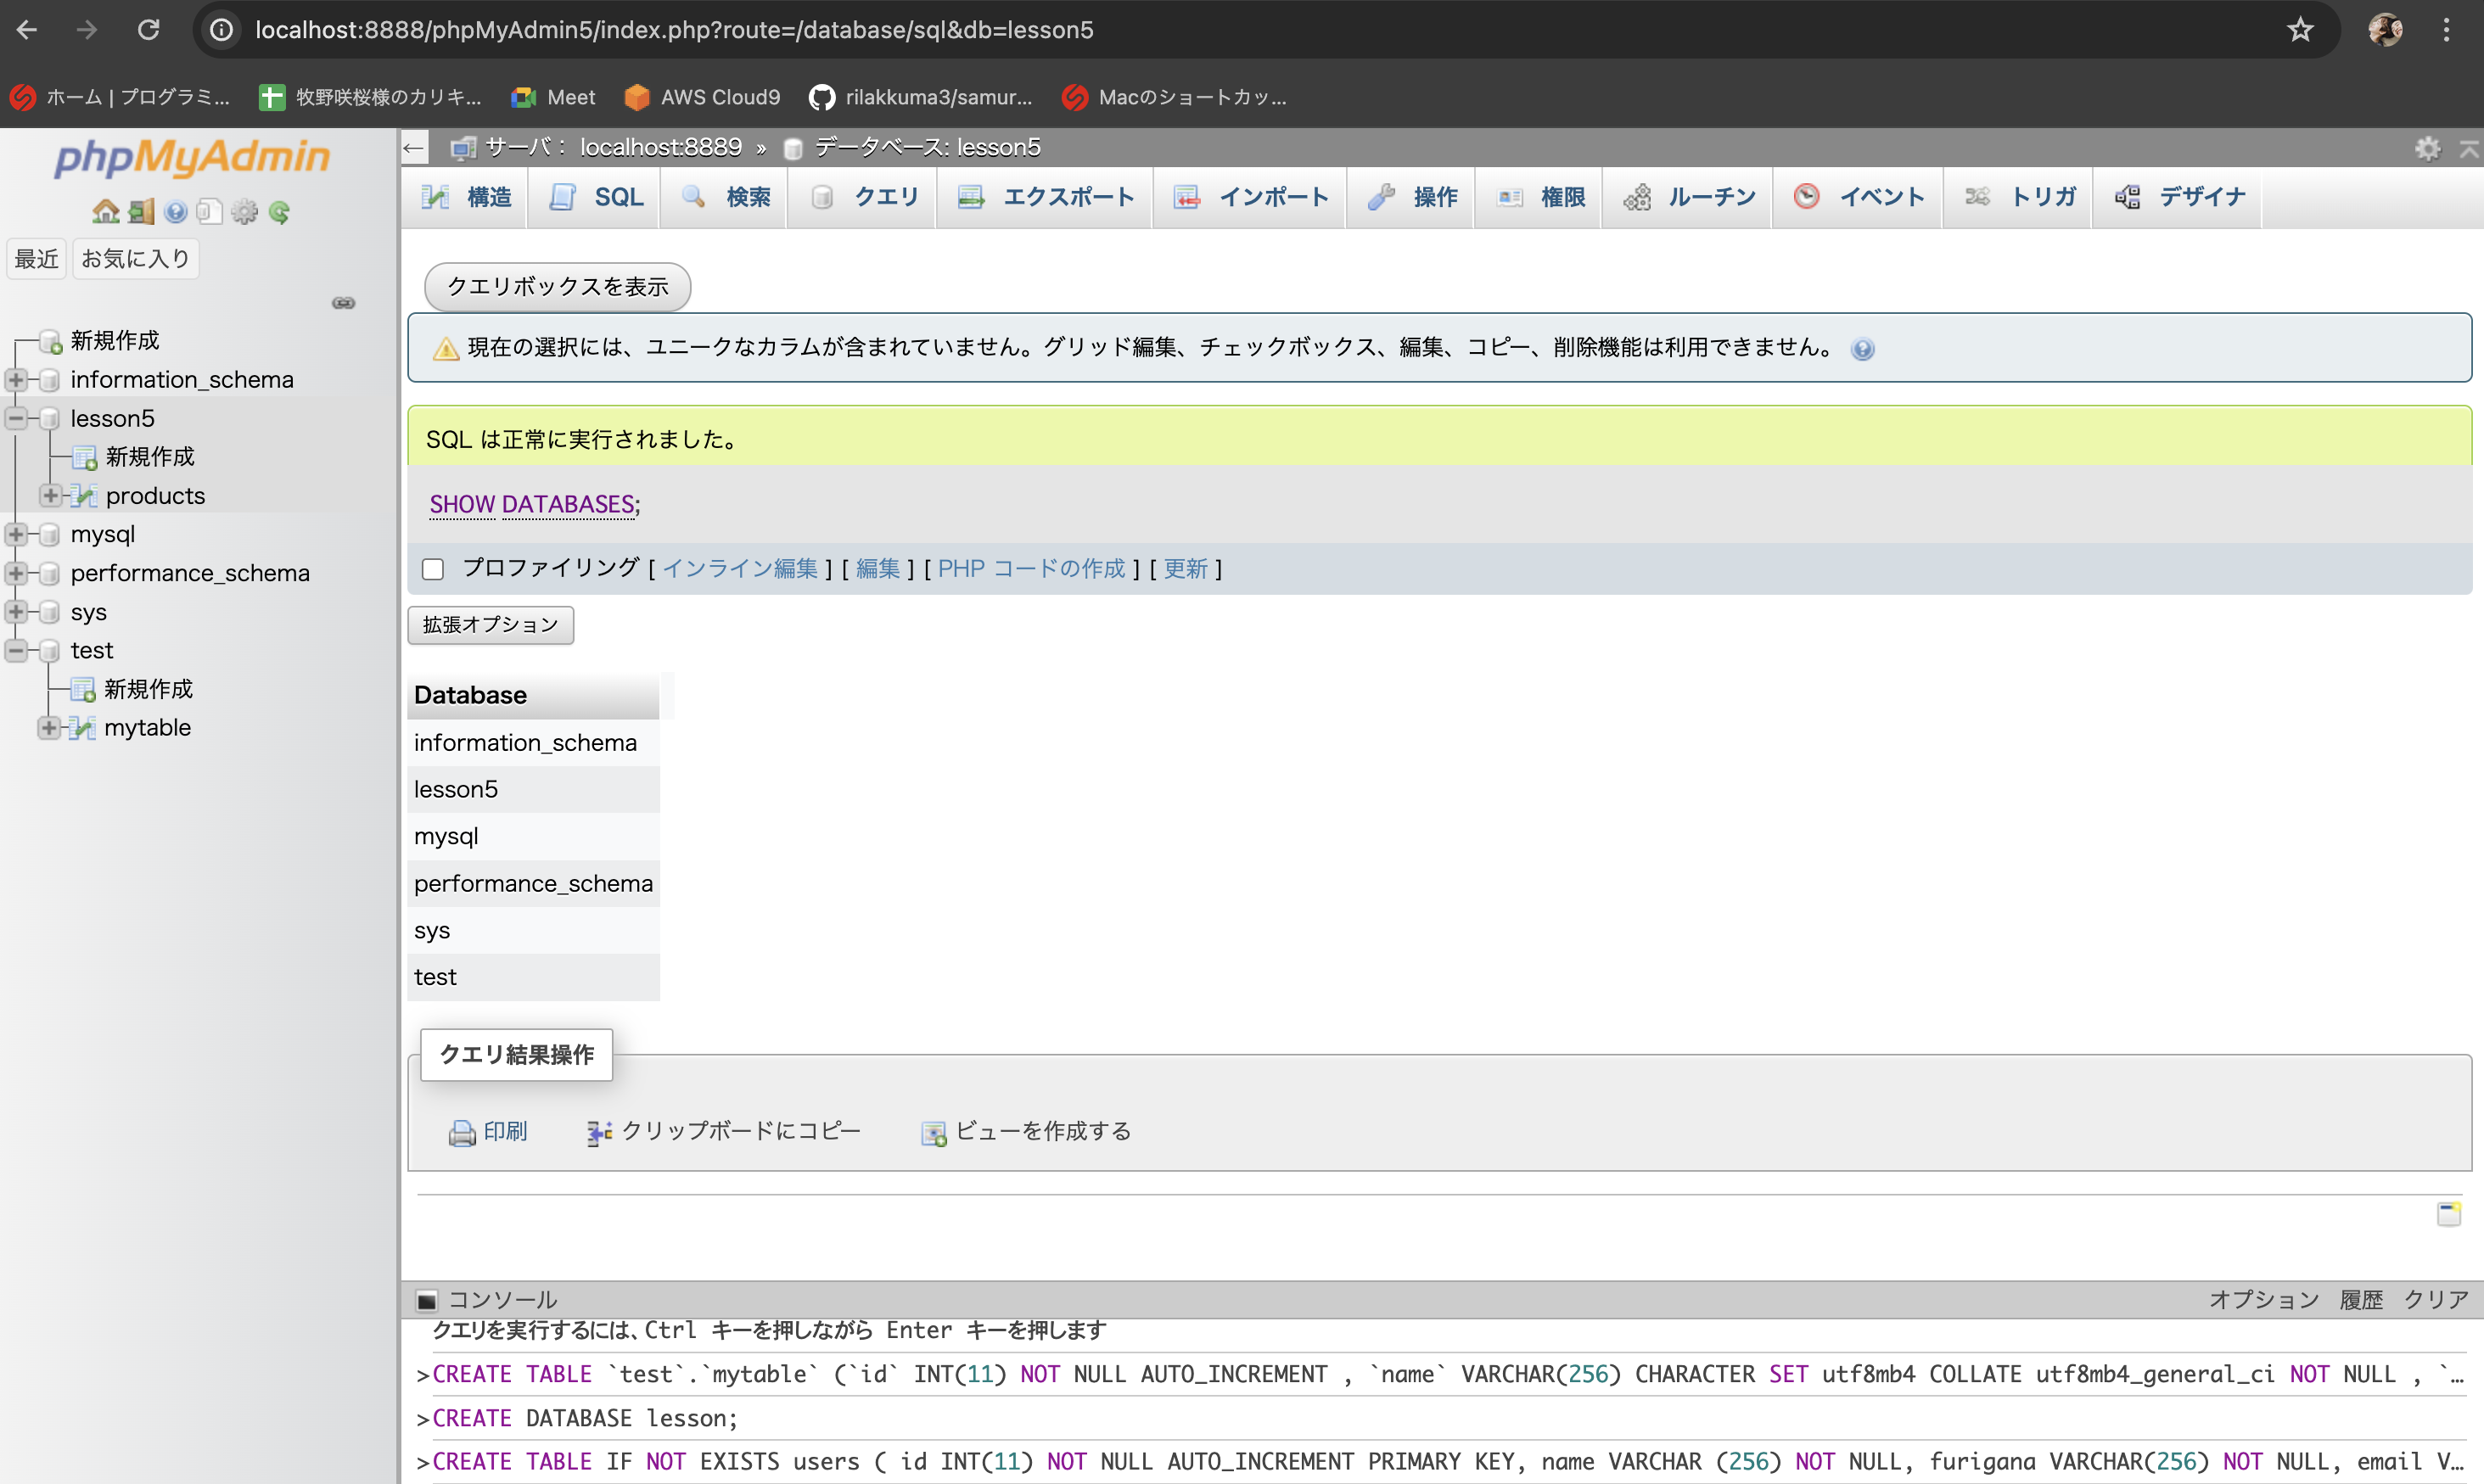 localhost:8888/phpMyAdmin5/index.php?route=/database/sql&db=lesson5
ホーム | プログラミ...
牧野咲桜様のカリキ...
Meet
AWS Cloud9
rilakkuma3/samur...
Macのショートカッ...
phpMyAdmin
最近
お気に入り
新規作成
information_schema
lesson5
新規作成
products
mysql
performance_schema
sys
test
新規作成
mytable
サーバ： localhost:8889 » データベース: lesson5
構造
SQL
検索
クエリ
エクスポート
インポート
操作
権限
ルーチン
イベント
トリガ
デザイナ
クエリボックスを表示
現在の選択には、ユニークなカラムが含まれていません。グリッド編集、チェックボックス、編集、コピー、削除機能は利用できません。
SQL は正常に実行されました。
SHOW DATABASES;
プロファイリング [ インライン編集 ] [ 編集 ] [ PHP コードの作成 ] [ 更新 ]
拡張オプション
Database
information_schema
lesson5
mysql
performance_schema
sys
test
クエリ結果操作
印刷
クリップボードにコピー
ビューを作成する
コンソール
オプション 履歴 クリア
クエリを実行するには、Ctrl キーを押しながら Enter キーを押します
>CREATE TABLE `test`.`mytable` (`id` INT(11) NOT NULL AUTO_INCREMENT , `name` VARCHAR(256) CHARACTER SET utf8mb4 COLLATE utf8mb4_general_ci NOT NULL , `...
>CREATE DATABASE lesson;
>CREATE TABLE IF NOT EXISTS users ( id INT(11) NOT NULL AUTO_INCREMENT PRIMARY KEY, name VARCHAR (256) NOT NULL, furigana VARCHAR(256) NOT NULL, email V...